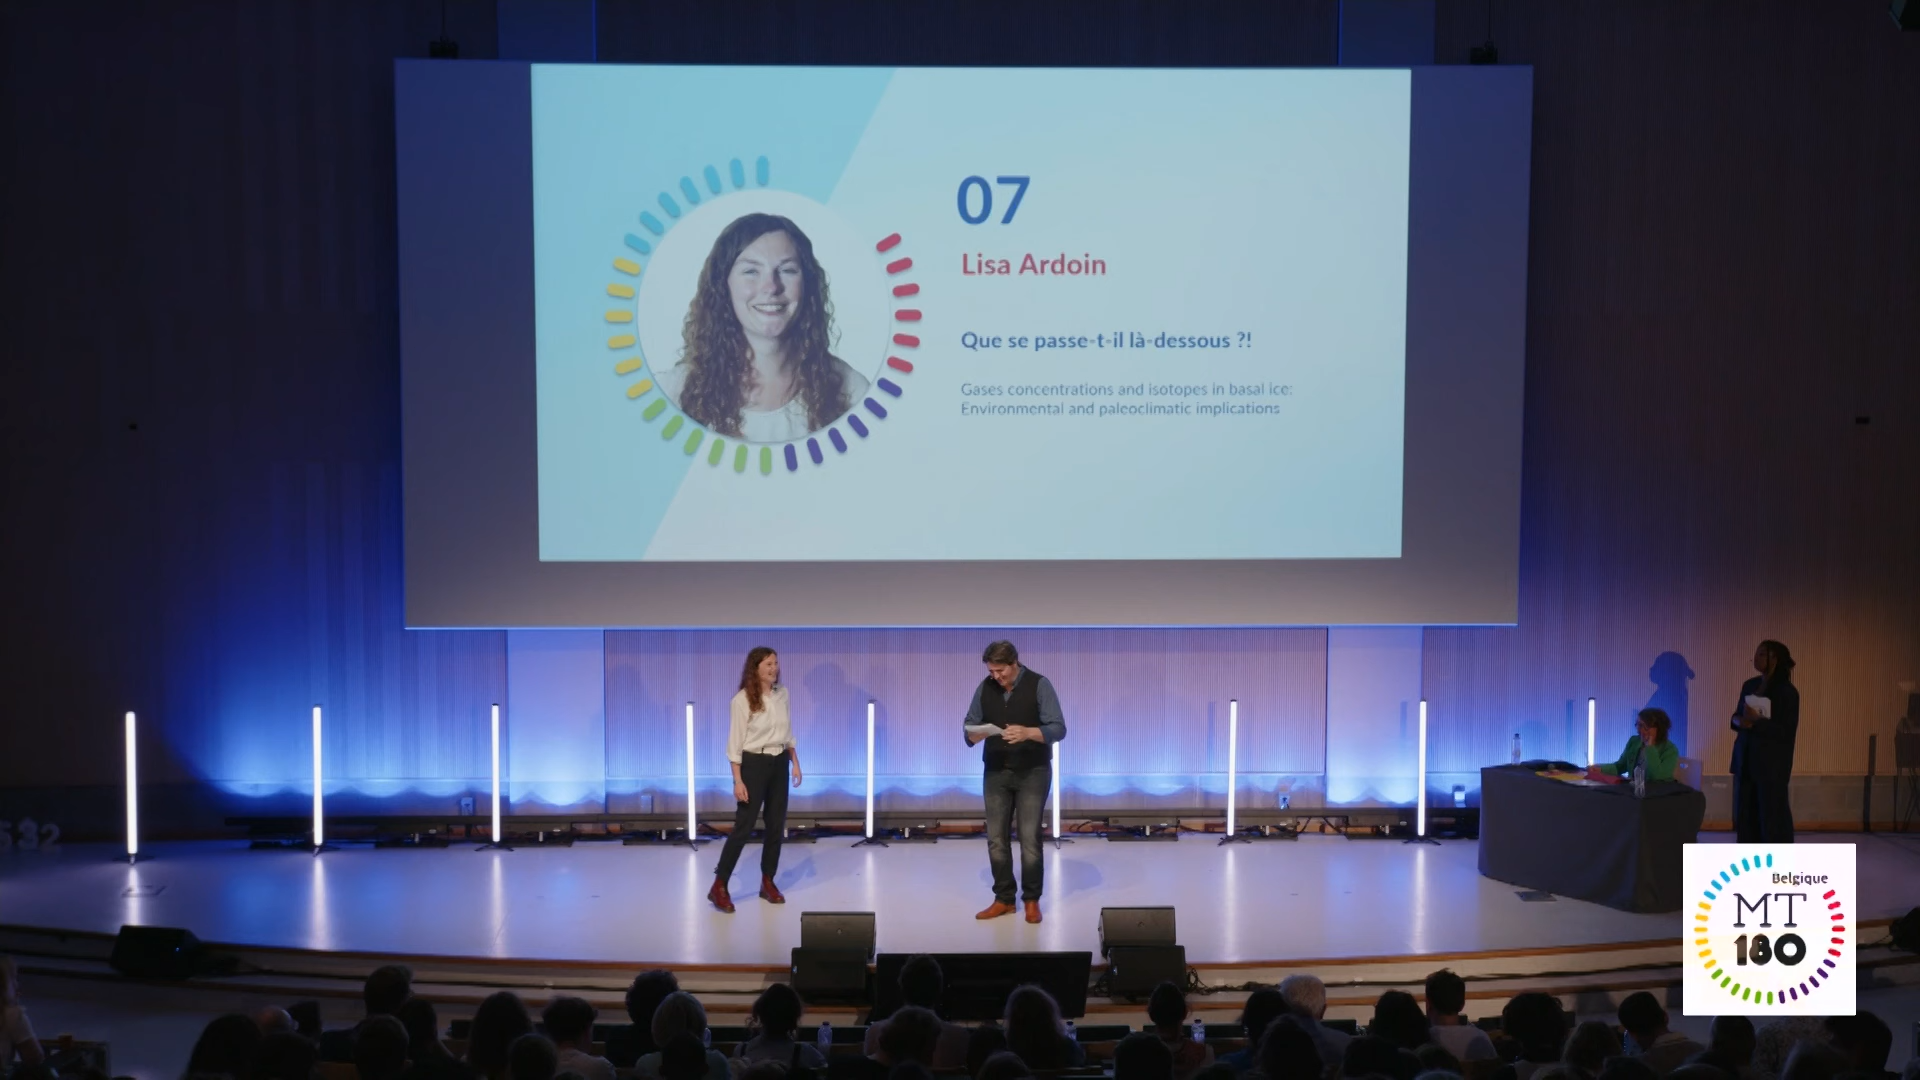 07
Lisa Ardoin
Que se passe-t-il là-dessous ?!
Gases concentrations and isotopes in basal ice:
Environmental and paleoclimatic implications
Belgique
MT
180